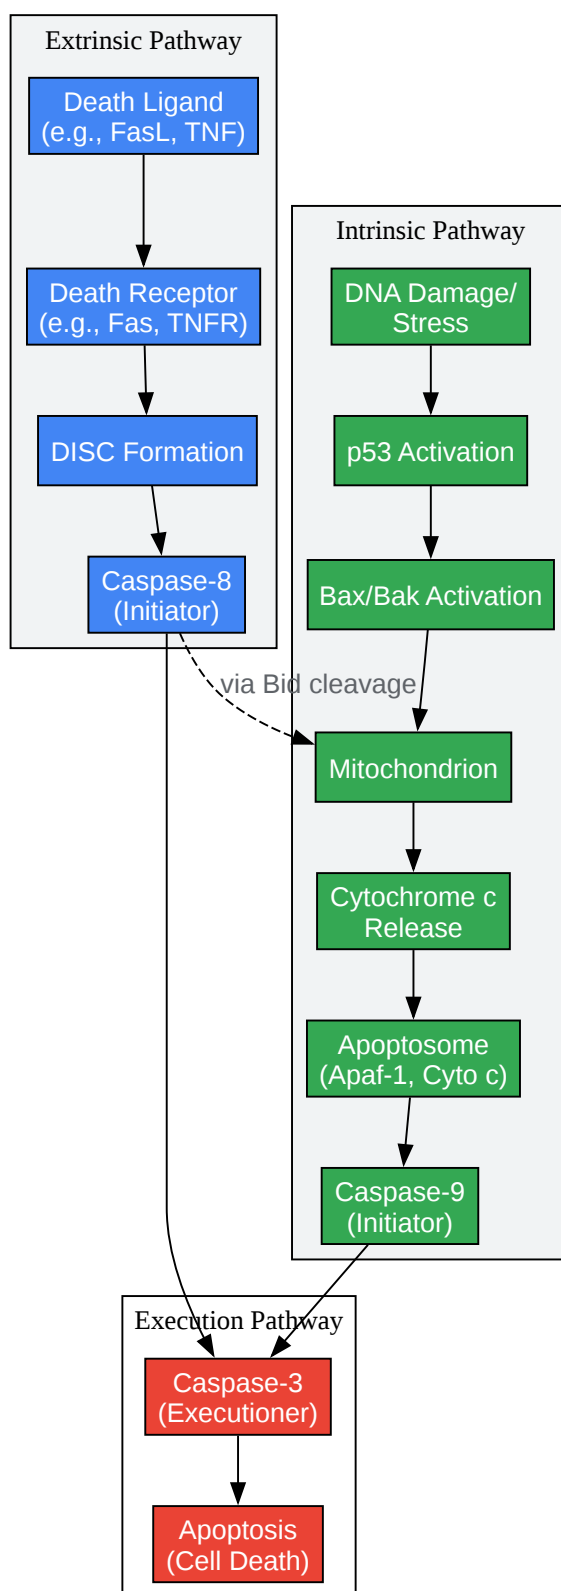 Extrinsic Pathway
Death Ligand
(e.g., FasL, TNF)
Death Receptor
(e.g., Fas, TNFR)
DISC Formation
Caspase-8
(Initiator)
via Bid cleavage
Intrinsic Pathway
DNA Damage/
Stress
p53 Activation
Bax/Bak Activation
Mitochondrion
Cytochrome c
Release
Apoptosome
(Apaf-1, Cyto c)
Caspase-9
(Initiator)
Execution Pathway
Caspase-3
(Executioner)
Apoptosis
(Cell Death)